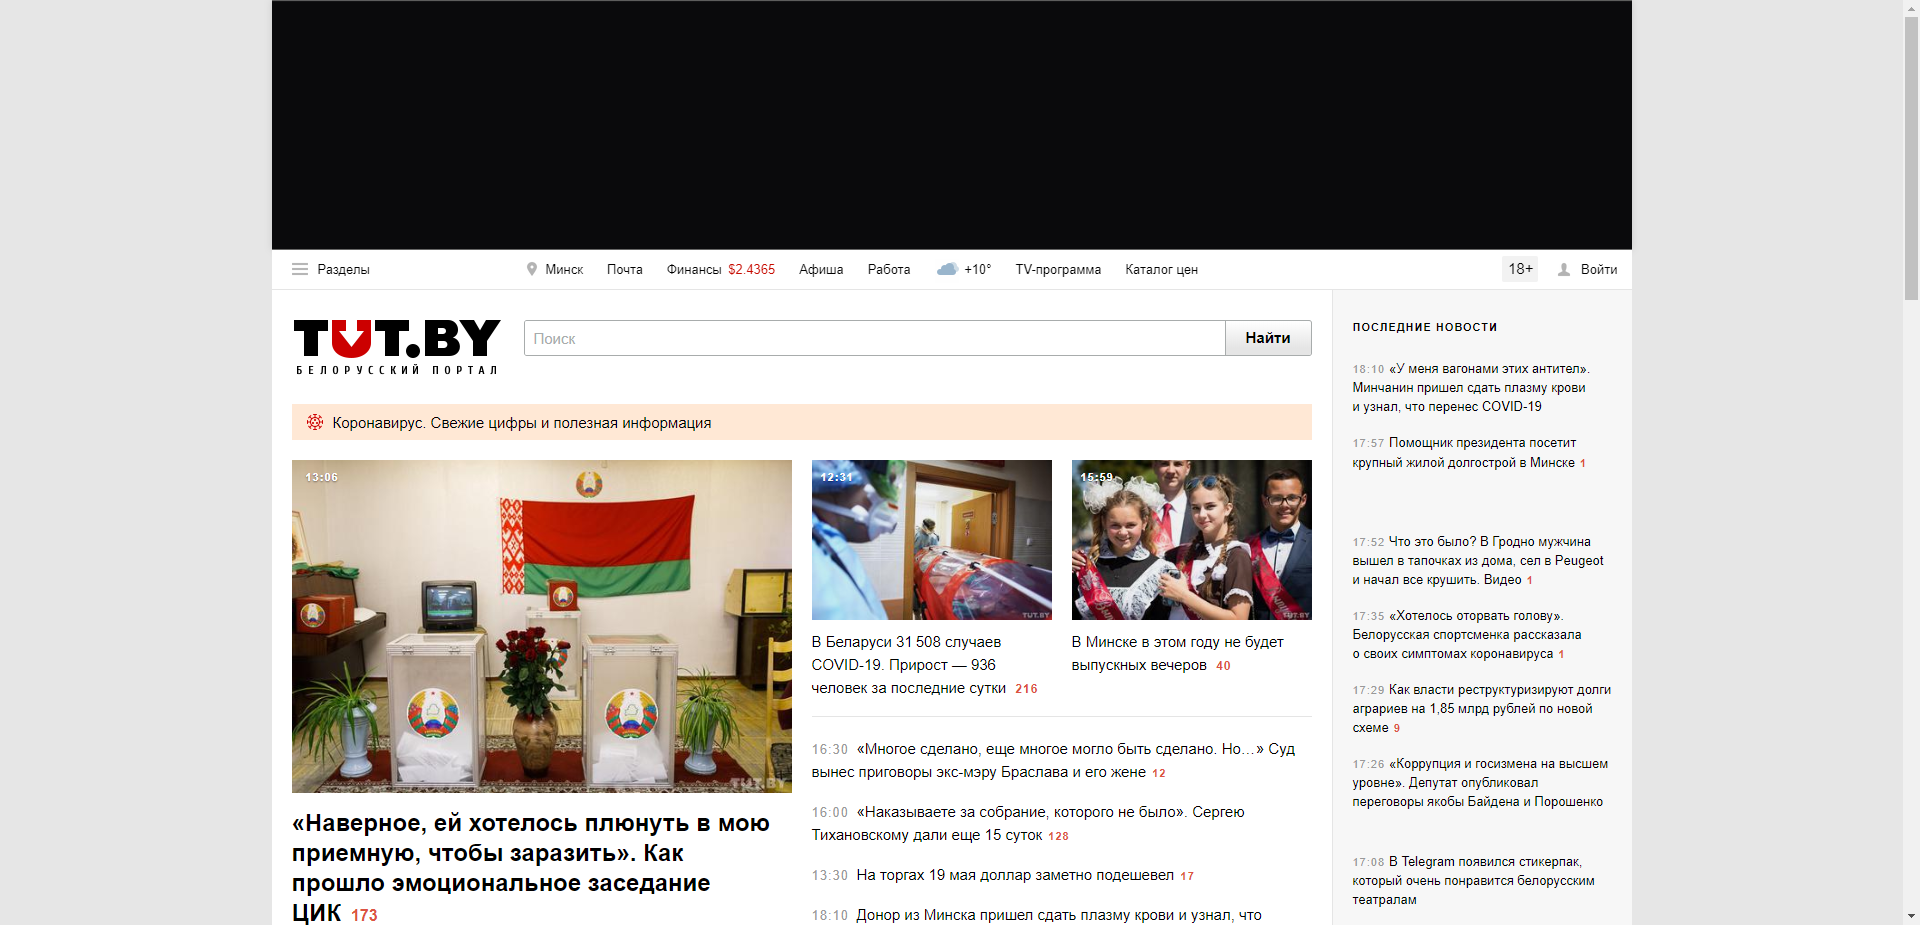 Разделы
Минск
Почта
Финансы $2.4365
Афиша
Работа
+10°
TV-программа
Каталог цен
18+
Войти
TUT.BY
БЕЛОРУССКИЙ ПОРТАЛ
Поиск
Найти
Коронавирус. Свежие цифры и полезная информация
13:06
TUT.BY
«Наверное, ей хотелось плюнуть в мою
приемную, чтобы заразить». Как
прошло эмоциональное заседание
ЦИК 173
12:31
TUT.BY
В Беларуси 31 508 случаев
COVID-19. Прирост — 936
человек за последние сутки 216
15:59
TUT.BY
В Минске в этом году не будет
выпускных вечеров 40
16:30 «Многое сделано, еще многое могло быть сделано. Но…» Суд
вынес приговоры экс-мэру Браслава и его жене 12
16:00 «Наказываете за собрание, которого не было». Сергею
Тихановскому дали еще 15 суток 128
13:30 На торгах 19 мая доллар заметно подешевел 17
18:10 Донор из Минска пришел сдать плазму крови и узнал, что
ПОСЛЕДНИЕ НОВОСТИ
18:10 «У меня вагонами этих антител».
Минчанин пришел сдать плазму крови
и узнал, что перенес COVID-19
17:57 Помощник президента посетит
крупный жилой долгострой в Минске 1
17:52 Что это было? В Гродно мужчина
вышел в тапочках из дома, сел в Peugeot
и начал все крушить. Видео 1
17:35 «Хотелось оторвать голову».
Белорусская спортсменка рассказала
о своих симптомах коронавируса 1
17:29 Как власти реструктуризируют долги
аграриев на 1,85 млрд рублей по новой
схеме 9
17:26 «Коррупция и госизмена на высшем
уровне». Депутат опубликовал
переговоры якобы Байдена и Порошенко
17:08 В Telegram появился стикерпак,
который очень понравится белорусским
театралам